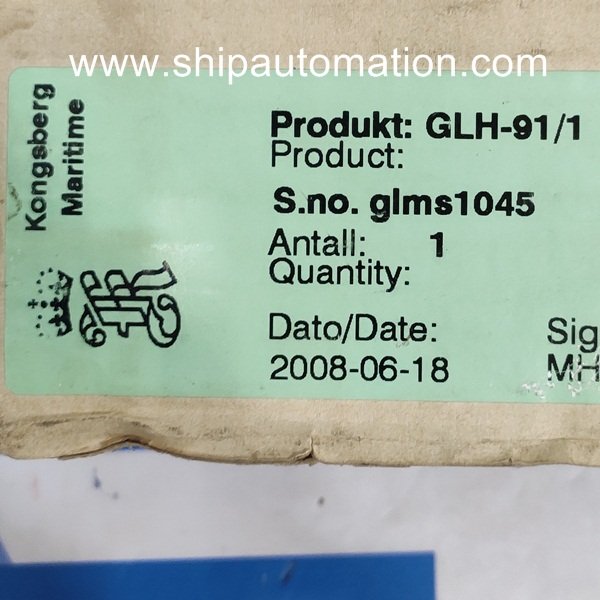 www.shipautomation.com
Kongsberg
Maritime
Produkt: GLH-91/1
Product:
S.no. glms1045
Antall: 1
Quantity:
Dato/Date:
2008-06-18
Sig
MH